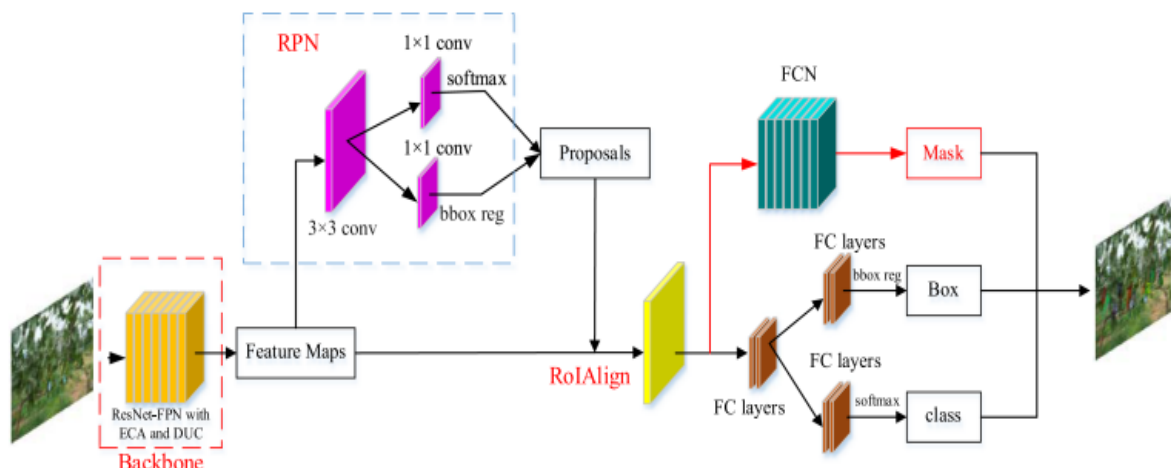 RPN
1×1 conv
softmax
1×1 conv
bbox reg
3×3 conv
Proposals
FCN
Mask
FC layers
bbox reg
Box
Feature Maps
RoIAlign
FC layers
FC layers
softmax
class
ResNet-FPN with
ECA and DUC
Backbone